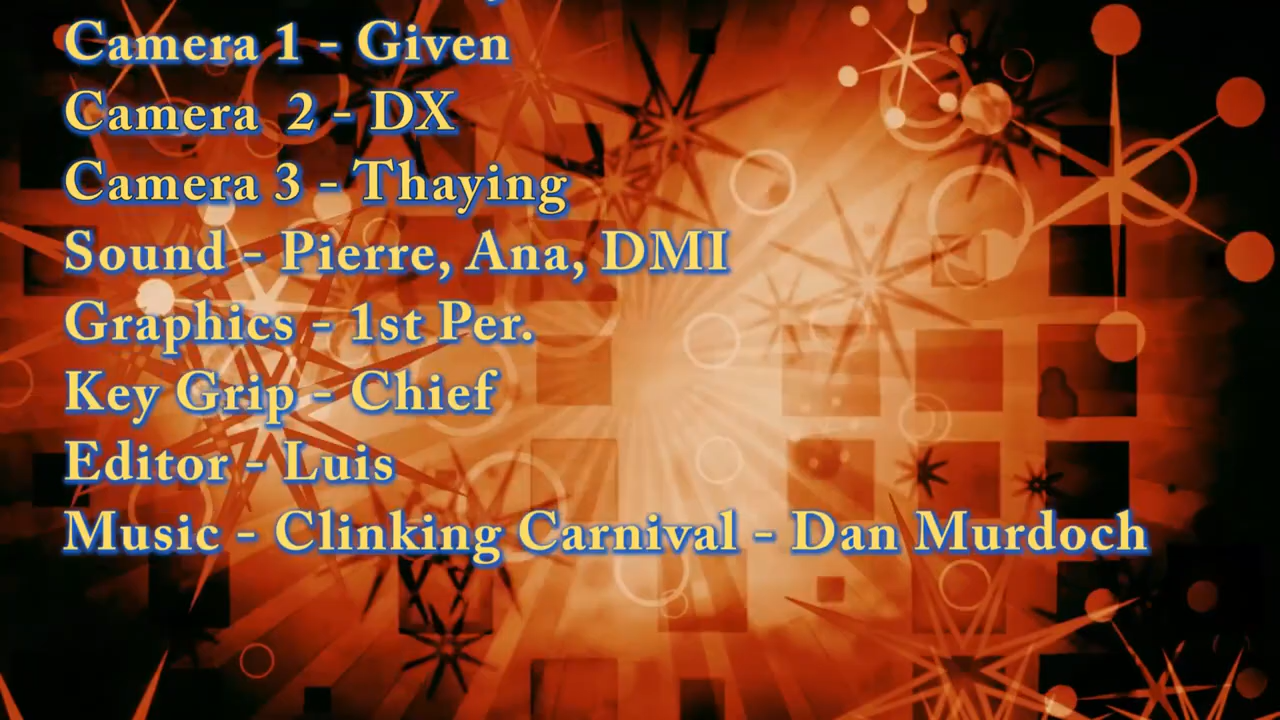 Camera 1 - Given
Camera 2 - DX
Camera 3 - Thaying
Sound - Pierre, Ana, DMI
Graphics - 1st Per.
Key Grip - Chief
Editor - Luis
Music - Clinking Carnival - Dan Murdoch